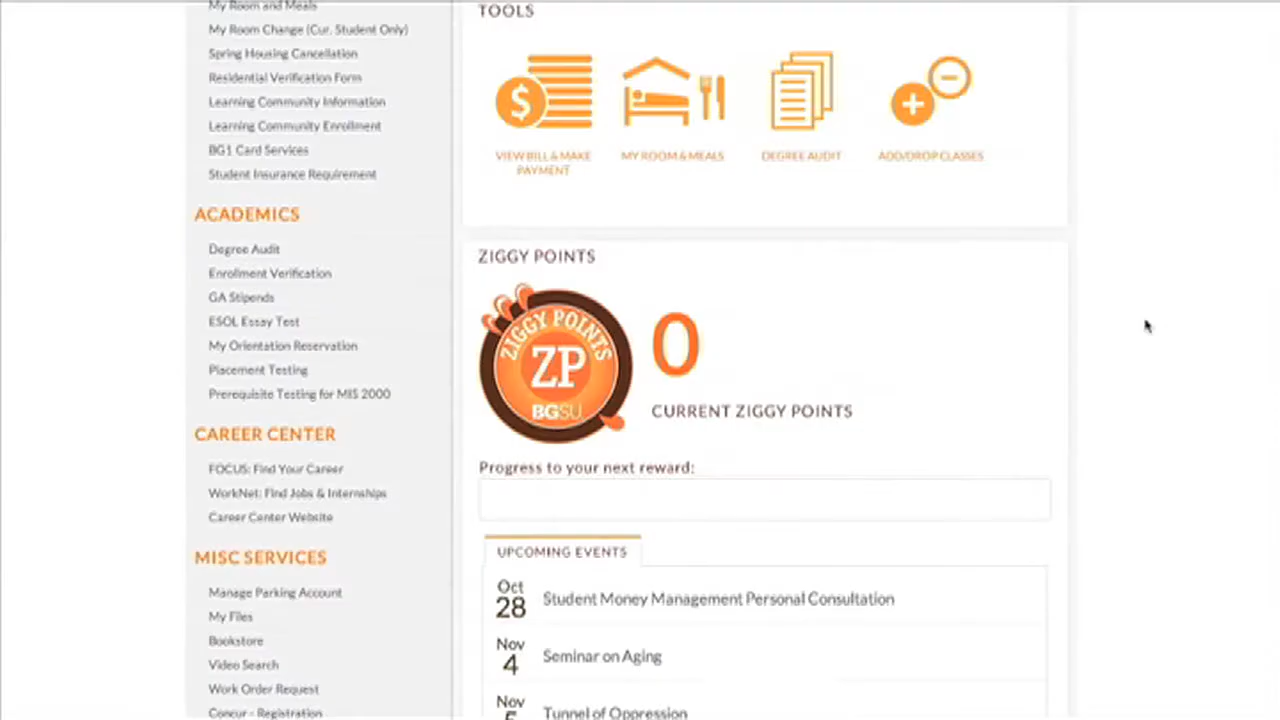 My Room and Meals
My Room Change (Cur. Student Only)
Spring Housing Cancellation
Residential Verification Form
Learning Community Information
Learning Community Enrollment
BG1 Card Services
Student Insurance Requirement
ACADEMICS
Degree Audit
Enrollment Verification
GA Stipends
ESOL Essay Test
My Orientation Reservation
Placement Testing
Prerequisite Testing for MIS 2000
CAREER CENTER
FOCUS: Find Your Career
WorkNet: Find Jobs & Internships
Career Center Website
MISC SERVICES
Manage Parking Account
My Files
Bookstore
Video Search
Work Order Request
Concur - Registration
TOOLS
$
VIEW BILL & MAKE
PAYMENT
MY ROOM & MEALS
DEGREE AUDIT
ADD/DROP CLASSES
ZIGGY POINTS
ZIGGY POINTS
ZP
BGSU
0
CURRENT ZIGGY POINTS
Progress to your next reward:
UPCOMING EVENTS
Oct
28
Student Money Management Personal Consultation
Nov
4
Seminar on Aging
Nov
5
Tunnel of Oppression